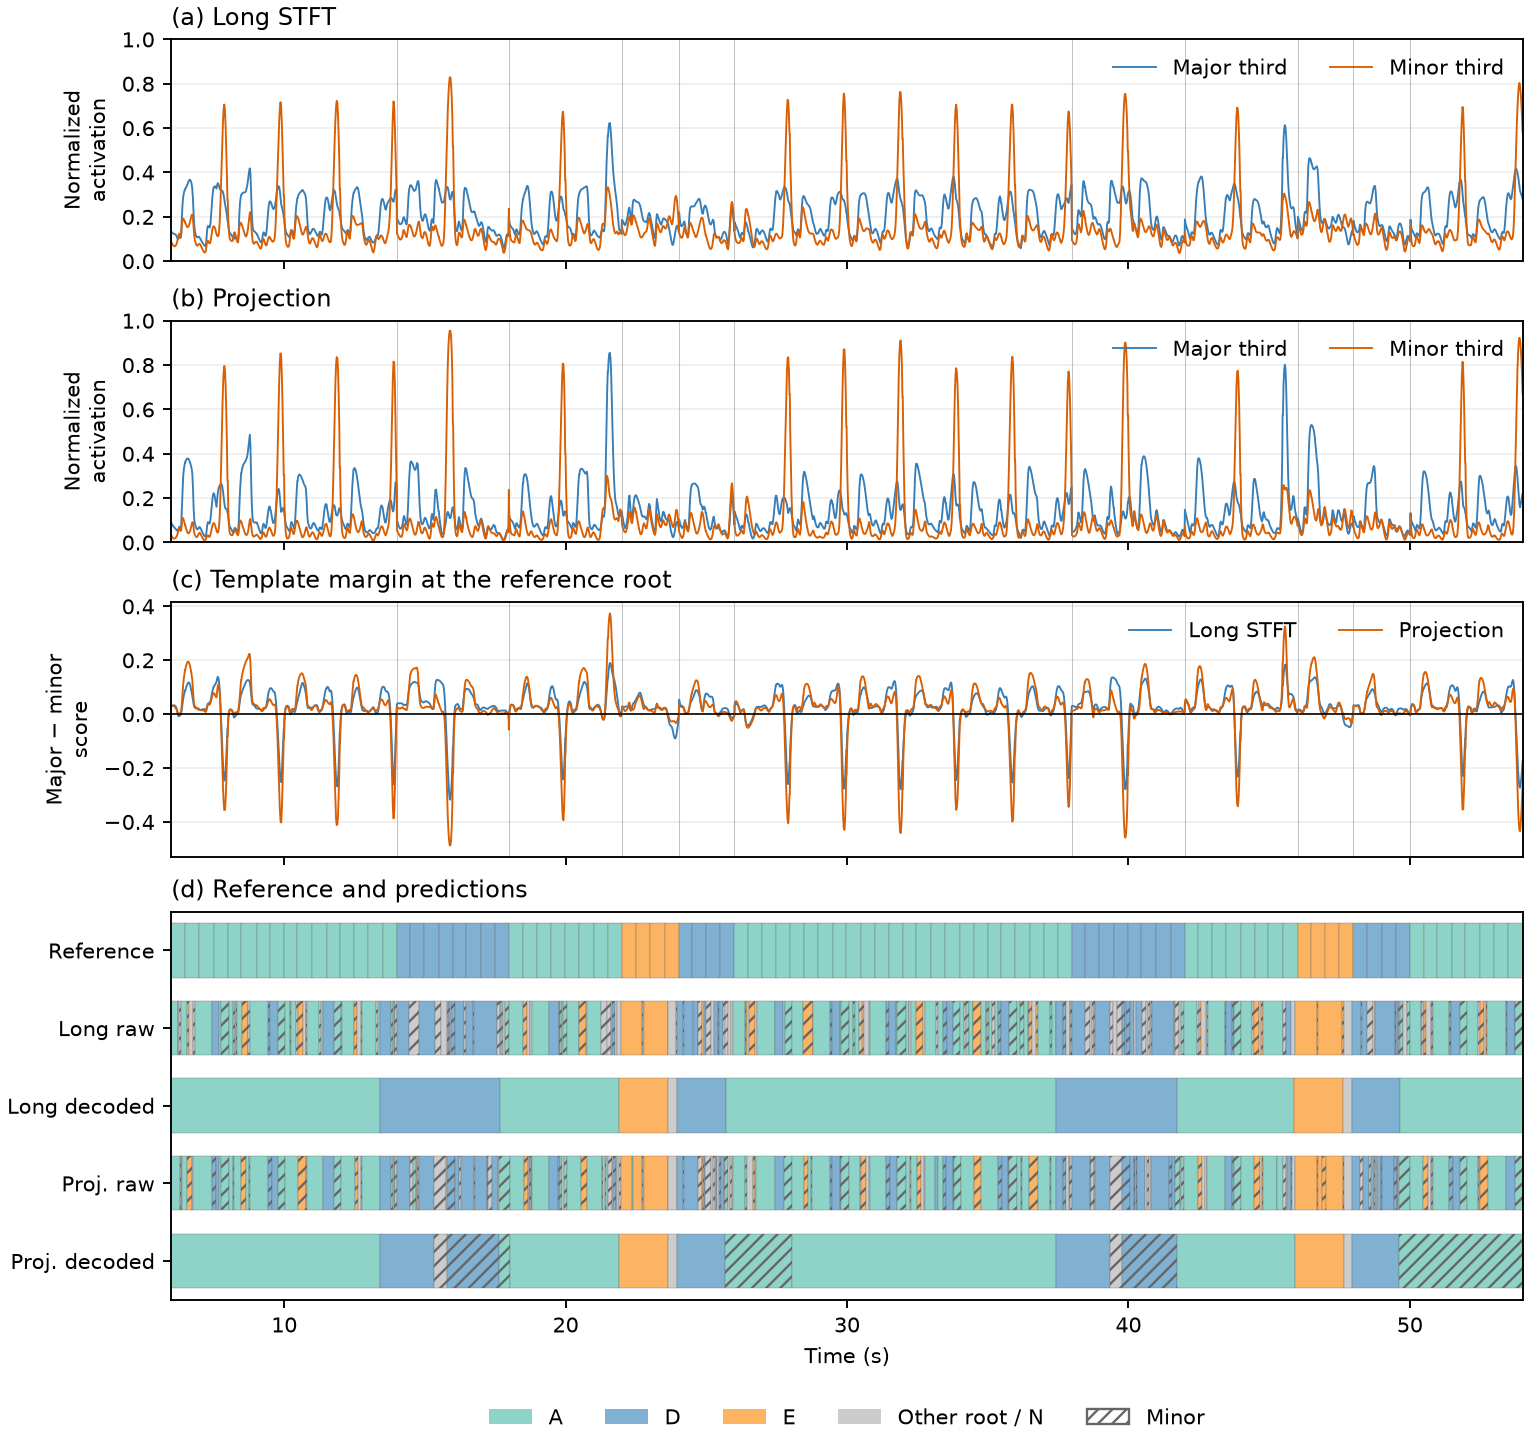 (a) Long STFT
Normalized
activation
1.0
0.8
0.6
0.4
0.2
0.0
Major third
Minor third
(b) Projection
Normalized
activation
1.0
0.8
0.6
0.4
0.2
0.0
Major third
Minor third
(c) Template margin at the reference root
Major − minor
score
0.4
0.2
0.0
−0.2
−0.4
Long STFT
Projection
(d) Reference and predictions
Reference
Long raw
Long decoded
Proj. raw
Proj. decoded
10 20 30 40 50
Time (s)
A D E Other root / N Minor